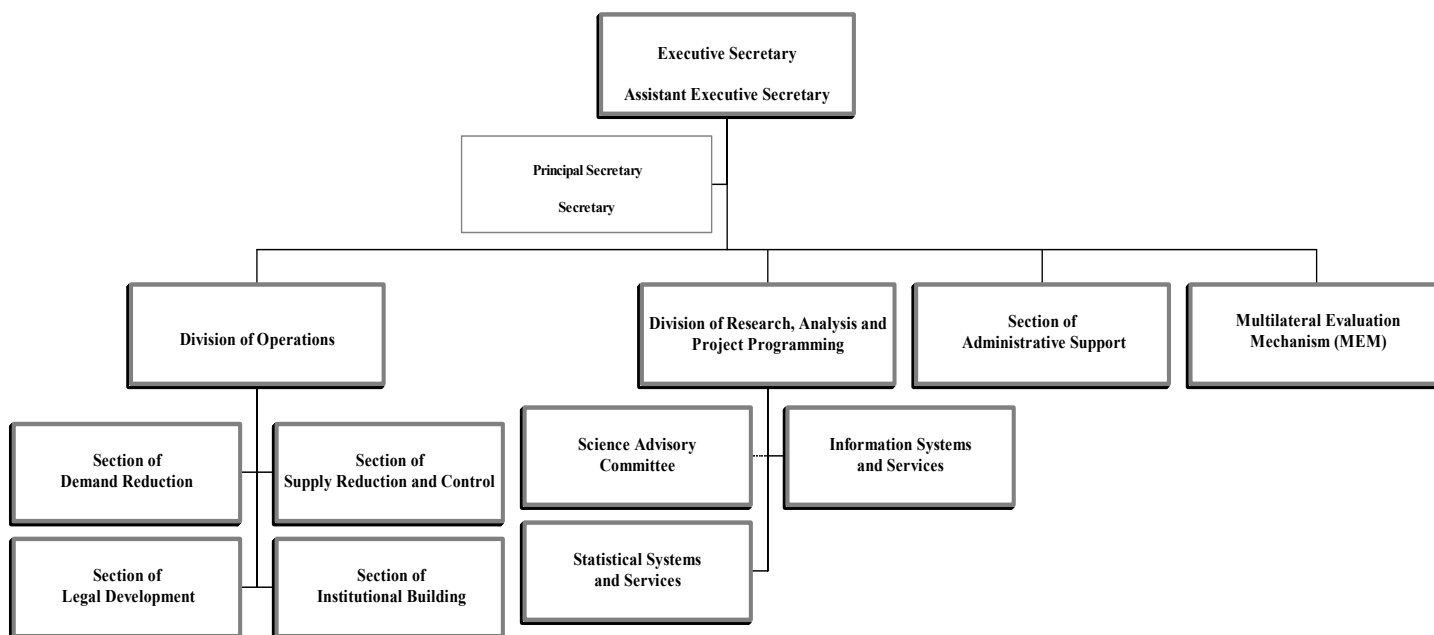 Executive Secretary
Assistant Executive Secretary
Principal Secretary
Secretary
Division of Operations
Division of Research, Analysis and
Project Programming
Section of
Administrative Support
Multilateral Evaluation
Mechanism (MEM)
Section of
Demand Reduction
Section of
Supply Reduction and Control
Science Advisory
Committee
Information Systems
and Services
Section of
Legal Development
Section of
Institutional Building
Statistical Systems
and Services